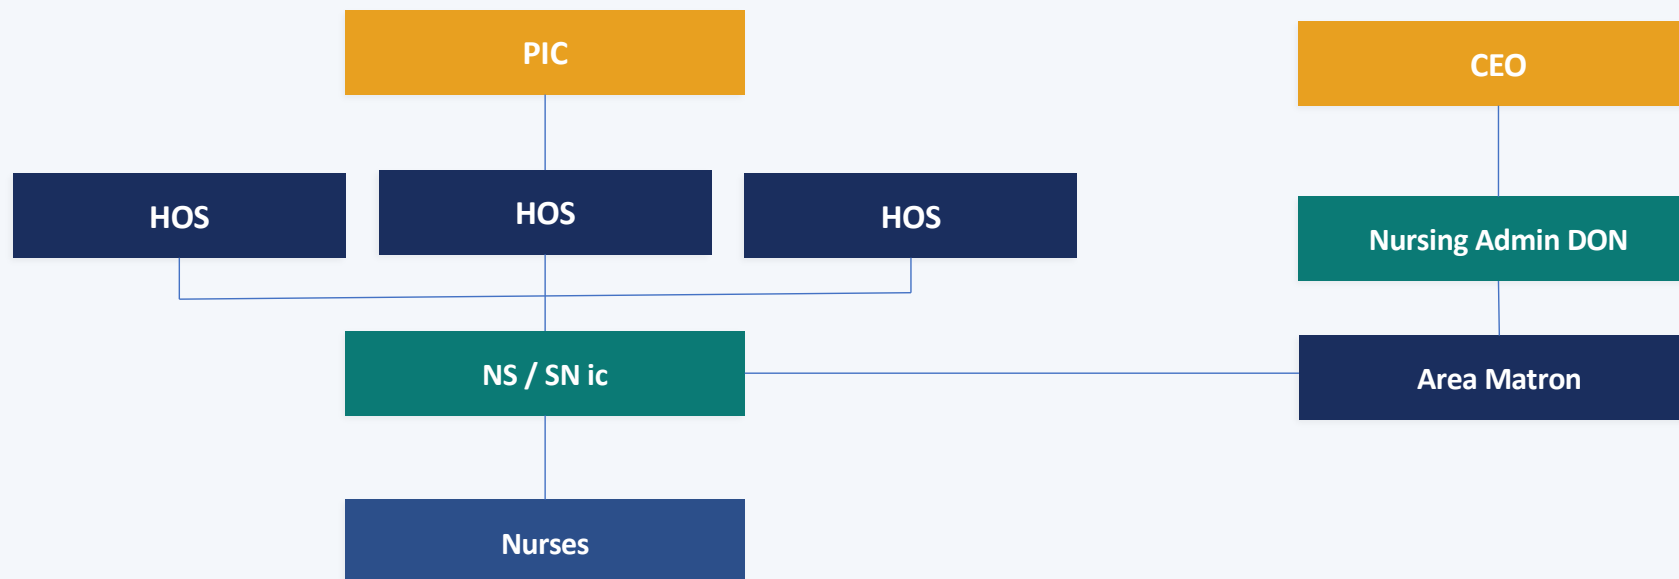 PIC
CEO
HOS
HOS
HOS
Nursing Admin DON
NS / SN ic
Area Matron
Nurses